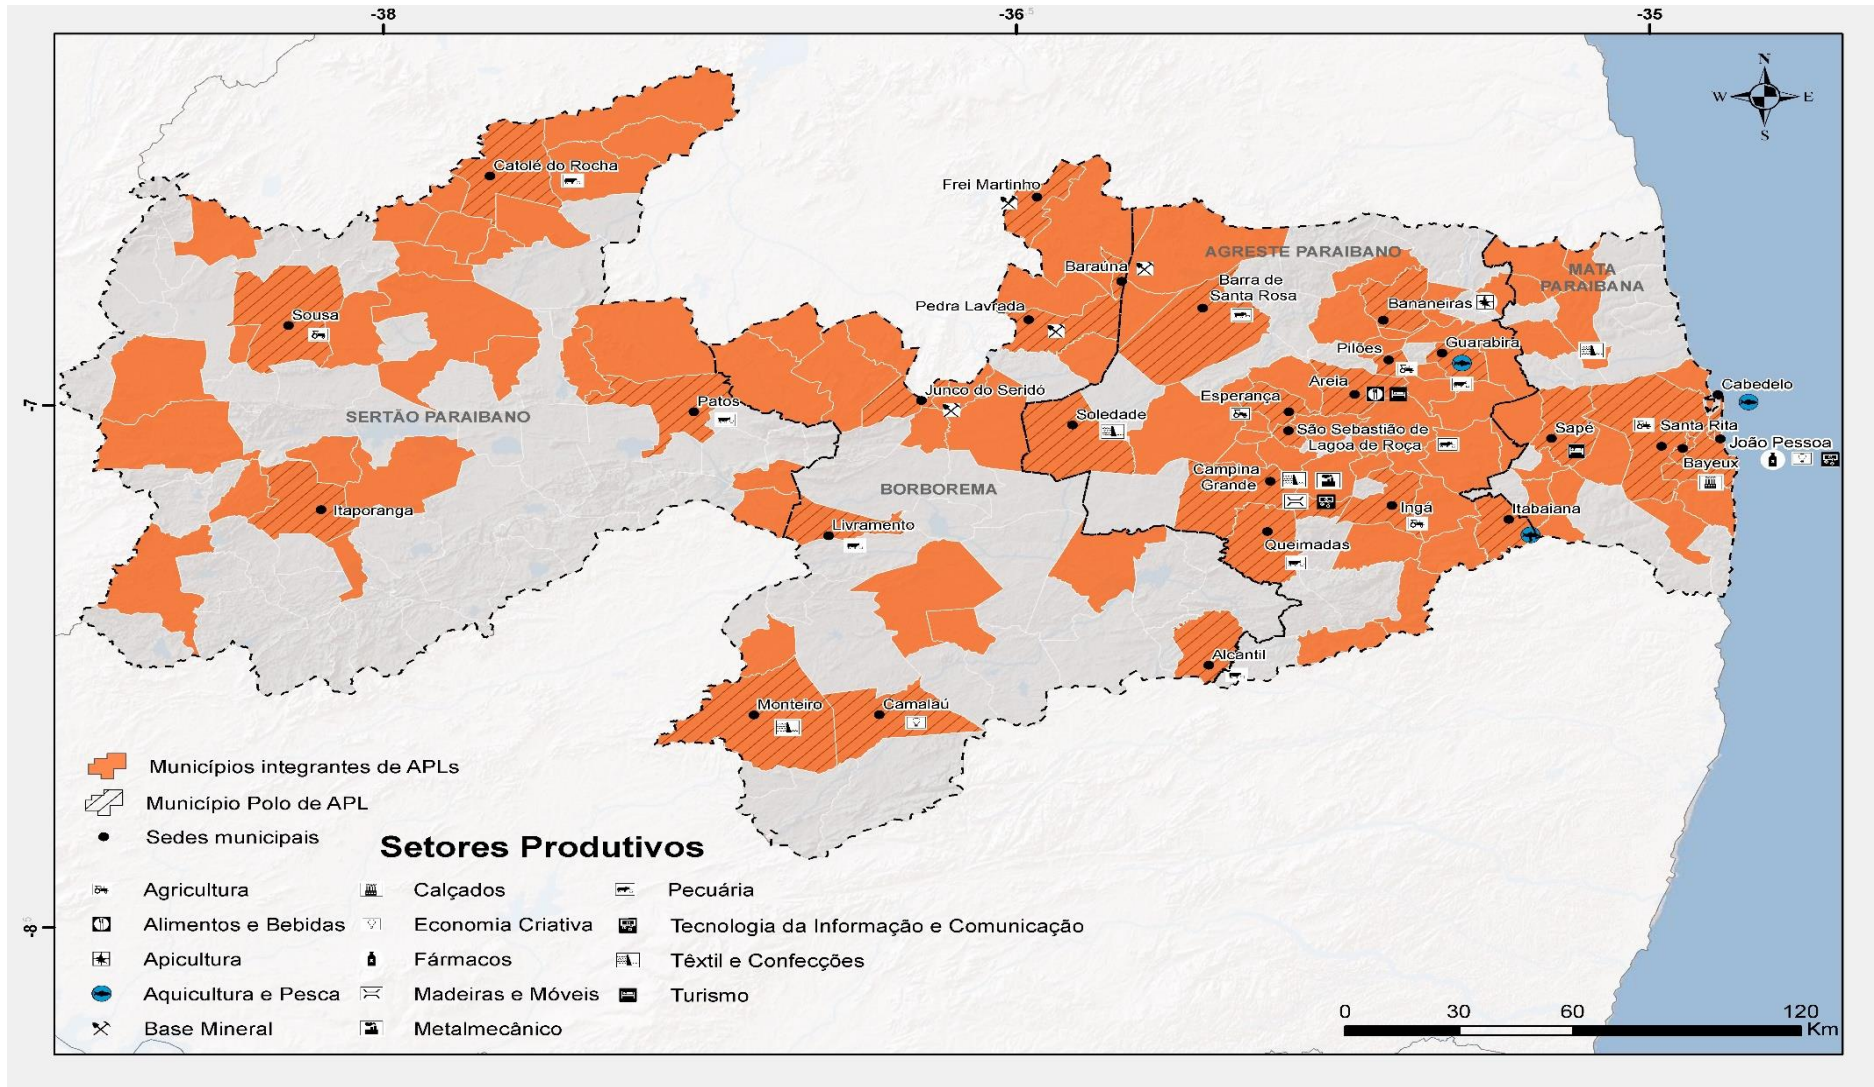 -38
-36.5
-35
N
W
E
S
Catolé do Rocha
Frei Martinho
AGRESTE PARAIBANO
MATA
PARAIBANA
Baraúna
Barra de
Santa Rosa
Bananeiras
Pedra Lavrada
Sousa
Pilões
Guarabira
Areia
Cabedelo
-7
SERTÃO PARAIBANO
Patos
Junco do Seridó
Esperança
Soledade
São Sebastião de
Lagoa de Roça
Sapé
Santa Rita
João Pessoa
Bayeux
Campina
Grande
BORBOREMA
Itaporanga
Livramento
Ingá
Itabaiana
Queimadas
Alcantil
Monteiro
Camalaú
Municípios integrantes de APLs
Município Polo de APL
Sedes municipais
Setores Produtivos
Agricultura
Calçados
Pecuária
Alimentos e Bebidas
Economia Criativa
Tecnologia da Informação e Comunicação
Apicultura
Fármacos
Têxtil e Confecções
Aquicultura e Pesca
Madeiras e Móveis
Turismo
Base Mineral
Metalmecânico
-8.5
0
30
60
120
Km